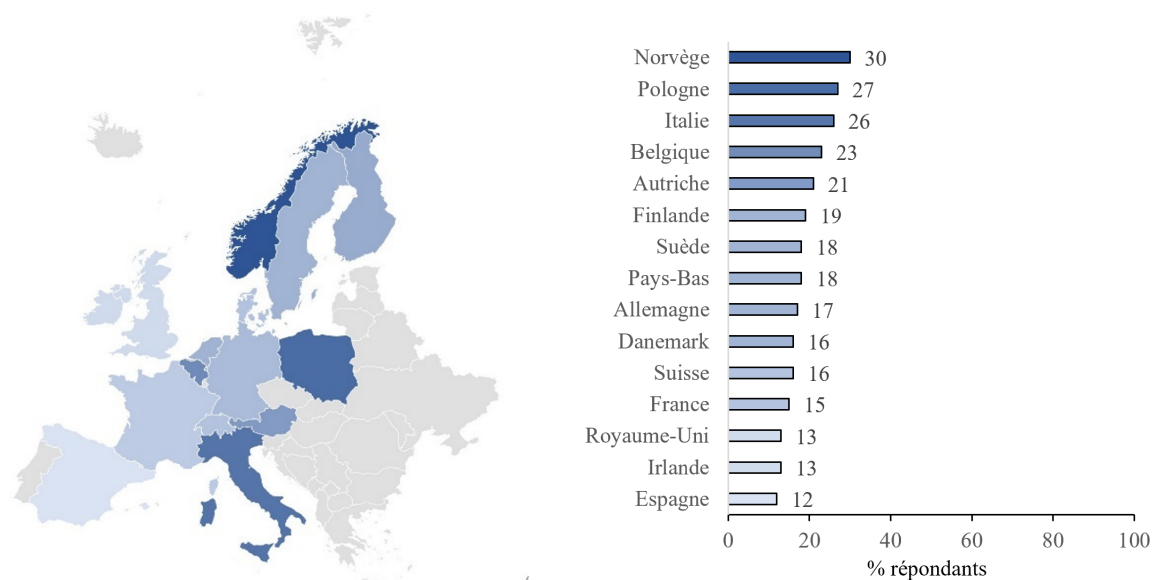 Norvège 30
Pologne 27
Italie 26
Belgique 23
Autriche 21
Finlande 19
Suède 18
Pays-Bas 18
Allemagne 17
Danemark 16
Suisse 16
France 15
Royaume-Uni 13
Irlande 13
Espagne 12
0 20 40 60 80 100
% répondants